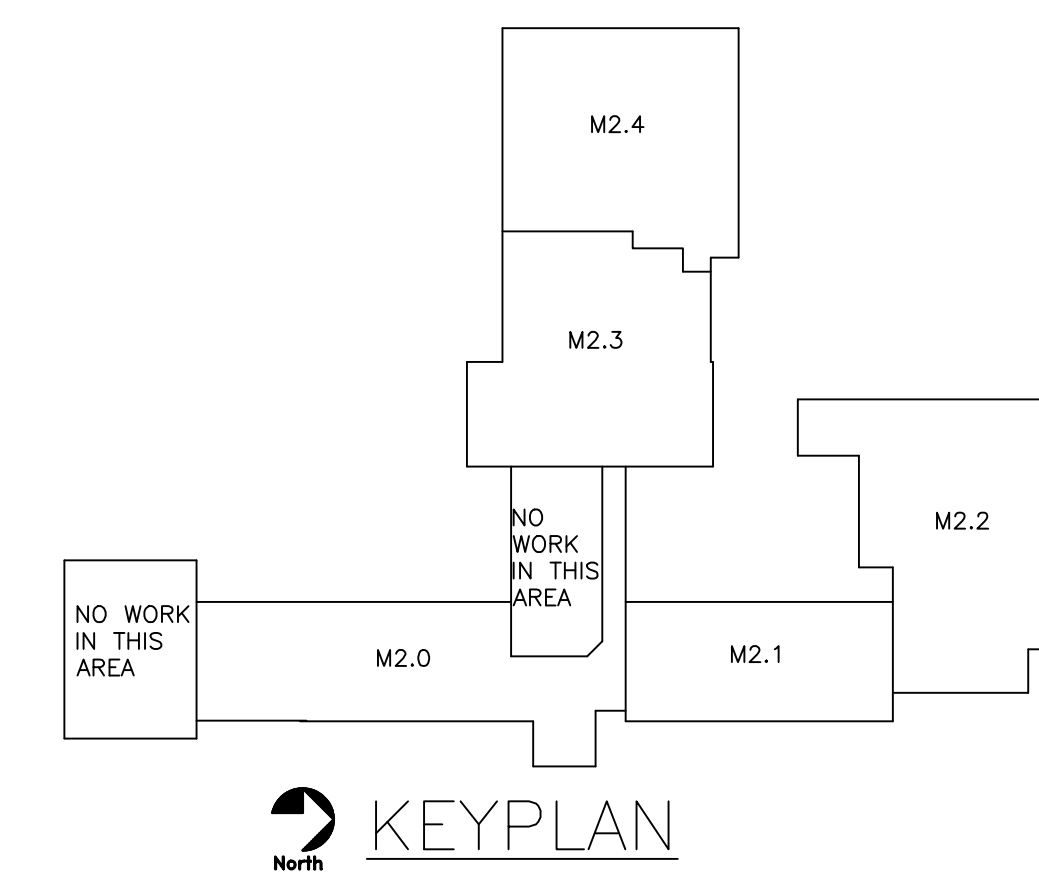 M2.4
M2.3
M2.2
NO
WORK
IN THIS
AREA
NO WORK
IN THIS
AREA
M2.0
M2.1
North
KEYPLAN